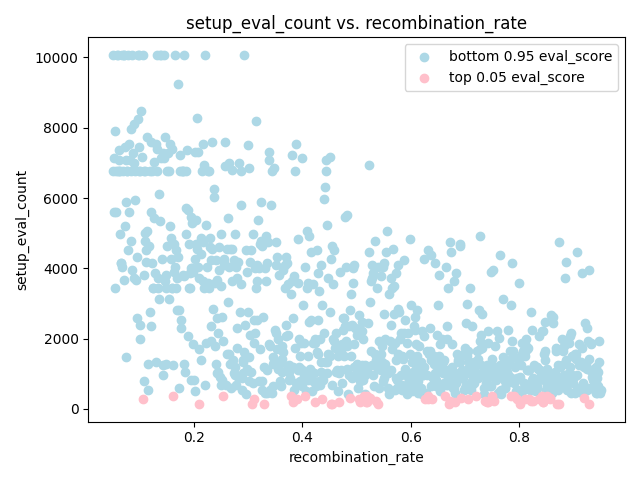 setup_eval_count vs. recombination_rate
bottom 0.95 eval_score
top 0.05 eval_score
10000
8000
6000
4000
2000
0
setup_eval_count
0.2 0.4 0.6 0.8
recombination_rate